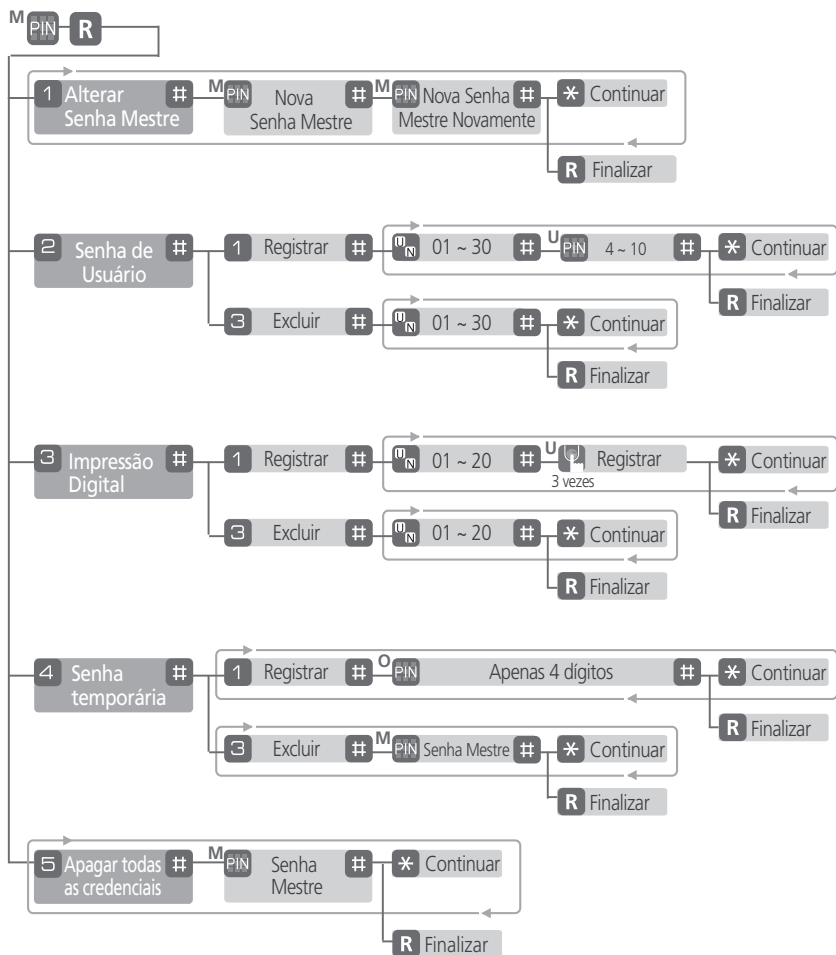 M PIN R
1 Alterar # M PIN Nova # M PIN Nova Senha # * Continuar
Senha Mestre Senha Mestre Mestre Novamente
R Finalizar
2 Senha de # 1 Registrar # UN 01 ~ 30 # U PIN 4 ~ 10 # * Continuar
Usuário
R Finalizar
3 Excluir # UN 01 ~ 30 # * Continuar
R Finalizar
3 Impressão # 1 Registrar # UN 01 ~ 20 # U Registrar * Continuar
Digital
3 vezes
R Finalizar
3 Excluir # UN 01 ~ 20 # * Continuar
R Finalizar
4 Senha # 1 Registrar # O PIN Apenas 4 dígitos # * Continuar
temporária
R Finalizar
3 Excluir # M PIN Senha Mestre # * Continuar
R Finalizar
5 Apagar todas # M PIN Senha # * Continuar
as credenciais Mestre
R Finalizar